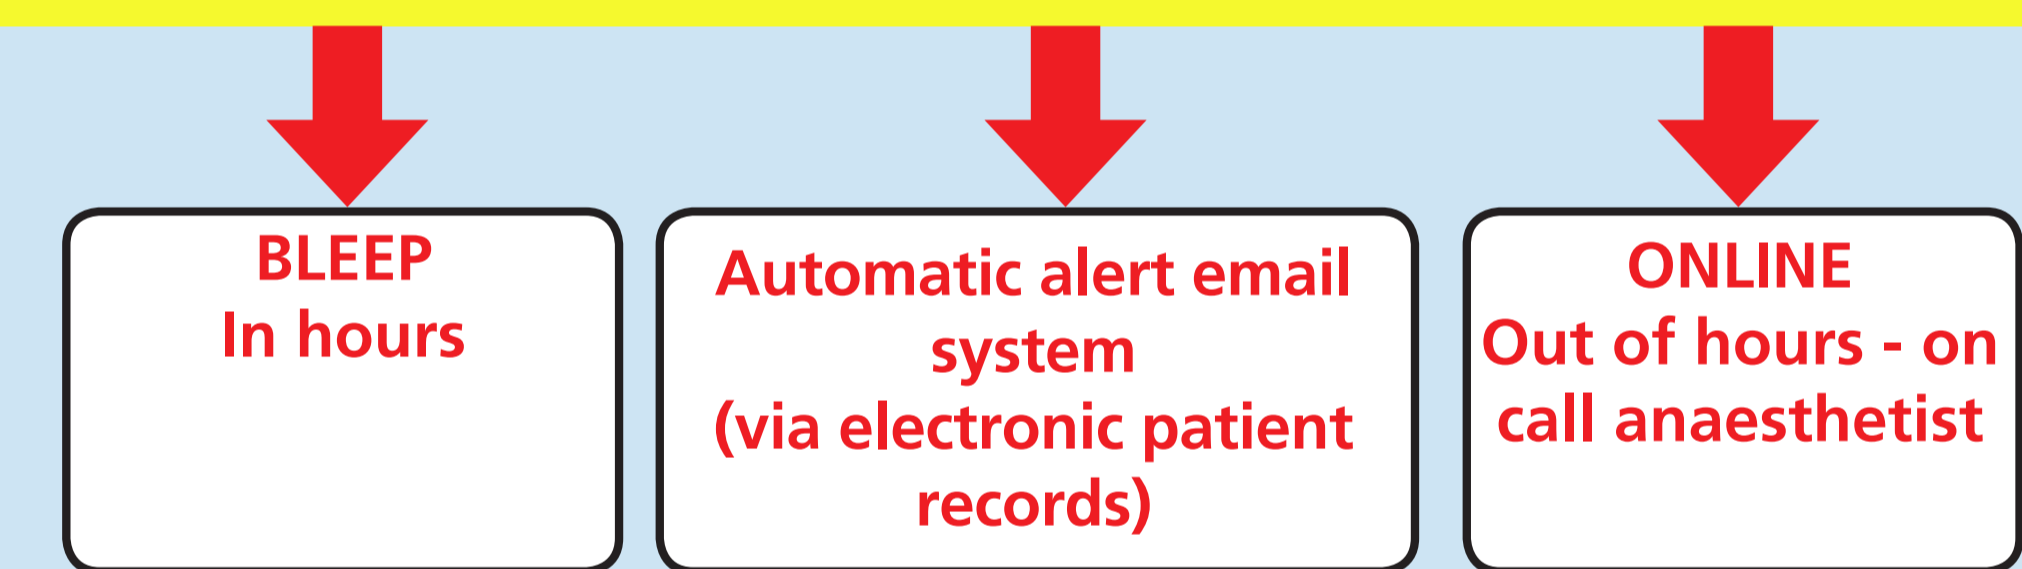 BLEEP
In hours
Automatic alert email
system
(via electronic patient
records)
ONLINE
Out of hours - on
call anaesthetist